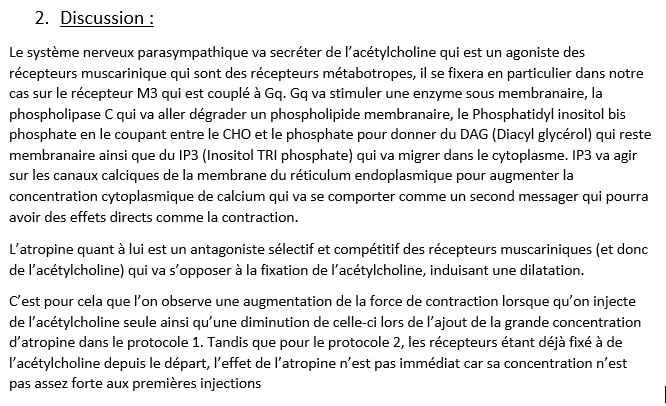 2. Discussion :
Le système nerveux parasympathique va secréter de l'acétylcholine qui est un agoniste des
récepteurs muscarinique qui sont des récepteurs métabotropes, il se fixera en particulier dans notre
cas sur le récepteur M3 qui est couplé à Gq. Gq va stimuler une enzyme sous membranaire, la
phospholipase C qui va aller dégrader un phospholipide membranaire, le Phosphatidyl inositol bis
phosphate en le coupant entre le CHO et le phosphate pour donner du DAG (Diacyl glycérol) qui reste
membranaire ainsi que du IP3 (Inositol TRI phosphate) qui va migrer dans le cytoplasme. IP3 va agir
sur les canaux calciques de la membrane du réticulum endoplasmique pour augmenter la
concentration cytoplasmique de calcium qui va se comporter comme un second messager qui pourra
avoir des effets directs comme la contraction.
L'atropine quant à lui est un antagoniste sélectif et compétitif des récepteurs muscariniques (et donc
de l'acétylcholine) qui va s'opposer à la fixation de l'acétylcholine, induisant une dilatation.
C'est pour cela que l'on observe une augmentation de la force de contraction lorsque qu'on injecte
de l'acétylcholine seule ainsi qu'une diminution de celle-ci lors de l'ajout de la grande concentration
d'atropine dans le protocole 1. Tandis que pour le protocole 2, les récepteurs étant déjà fixé à de
l'acétylcholine depuis le départ, l'effet de l'atropine n'est pas immédiat car sa concentration n'est
pas assez forte aux premières injections